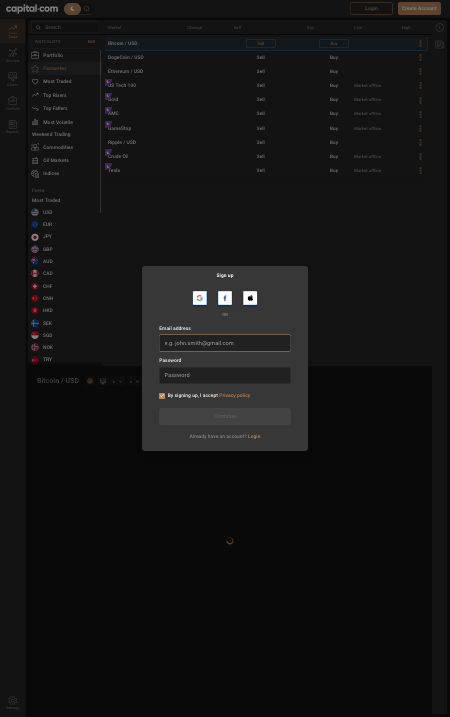 capital.com
Login
Create Account
Search
Market
Change
Sell
Buy
Low
High
Portfolio
Favourites
Most Traded
Top Risers
Top Fallers
Most Volatile
Weekend Trading
Commodities
Oil Markets
Indices
Forex
Most Traded
USD
EUR
JPY
GBP
AUD
CAD
CHF
CNH
HKD
SEK
SGD
NOK
TRY
Bitcoin / USD
Sell
Buy
DogeCoin / USD
Sell
Buy
Ethereum / USD
Sell
Buy
US Tech 100
Sell
Buy
Market offline
Gold
Sell
Buy
Market offline
AMC
Sell
Buy
Market offline
GameStop
Sell
Buy
Market offline
Ripple / USD
Sell
Buy
Crude Oil
Sell
Buy
Market offline
Tesla
Sell
Buy
Market offline
Bitcoin / USD
Sign up
OR
Email address
e.g. john.smith@gmail.com
Password
Password
By signing up, I accept Privacy policy
Continue
Already have an account? Login